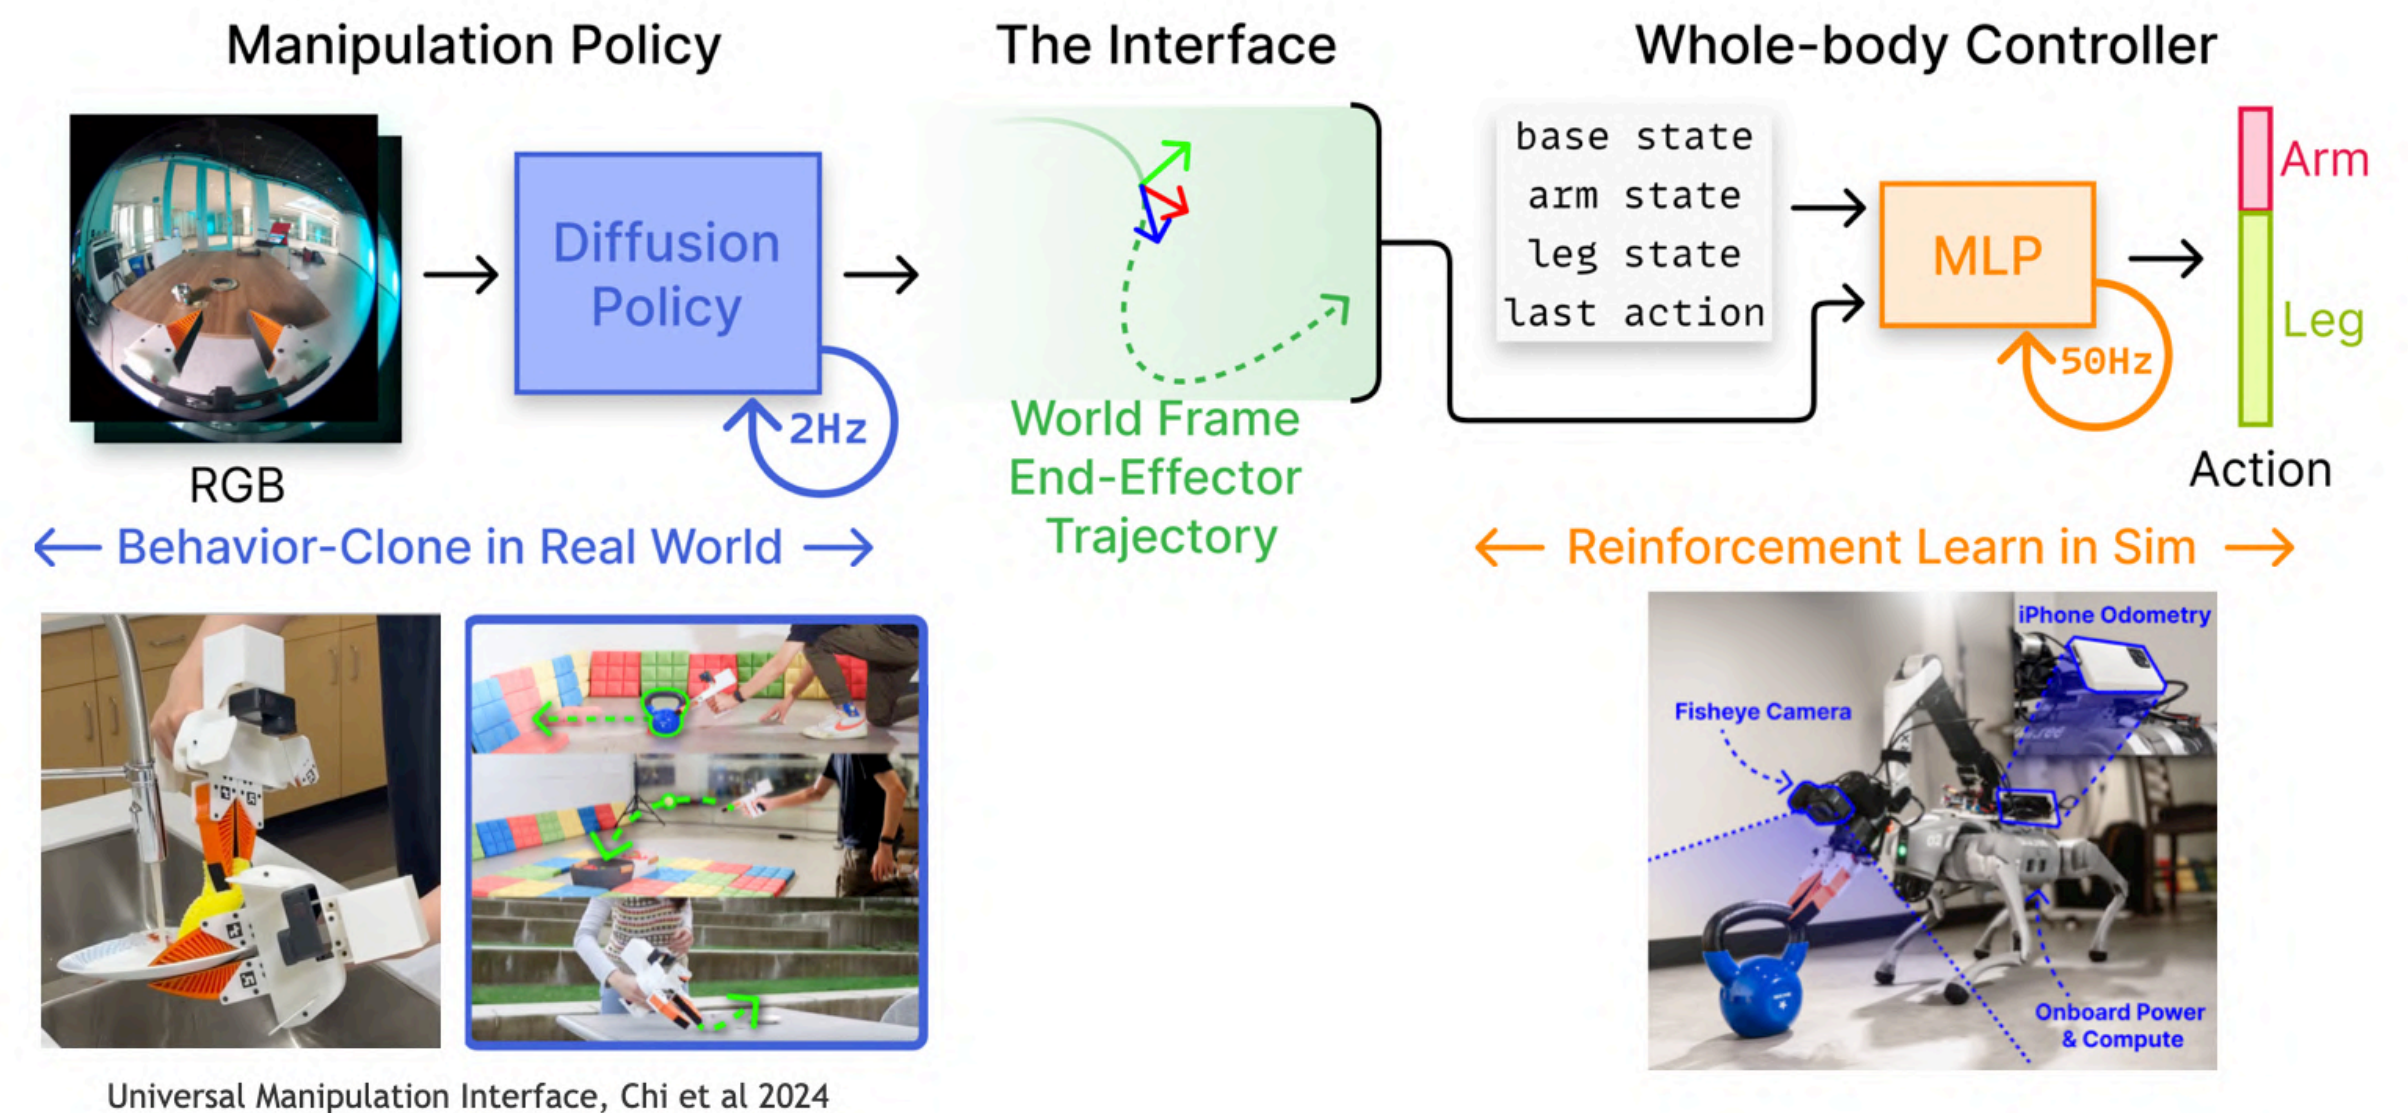 Manipulation Policy
The Interface
Whole-body Controller
Diffusion
Policy
2Hz
RGB
Behavior-Clone in Real World
World Frame
End-Effector
Trajectory
base state
arm state
leg state
last action
MLP
50Hz
Arm
Leg
Action
Reinforcement Learn in Sim
iPhone Odometry
Fisheye Camera
Onboard Power
& Compute
Universal Manipulation Interface, Chi et al 2024